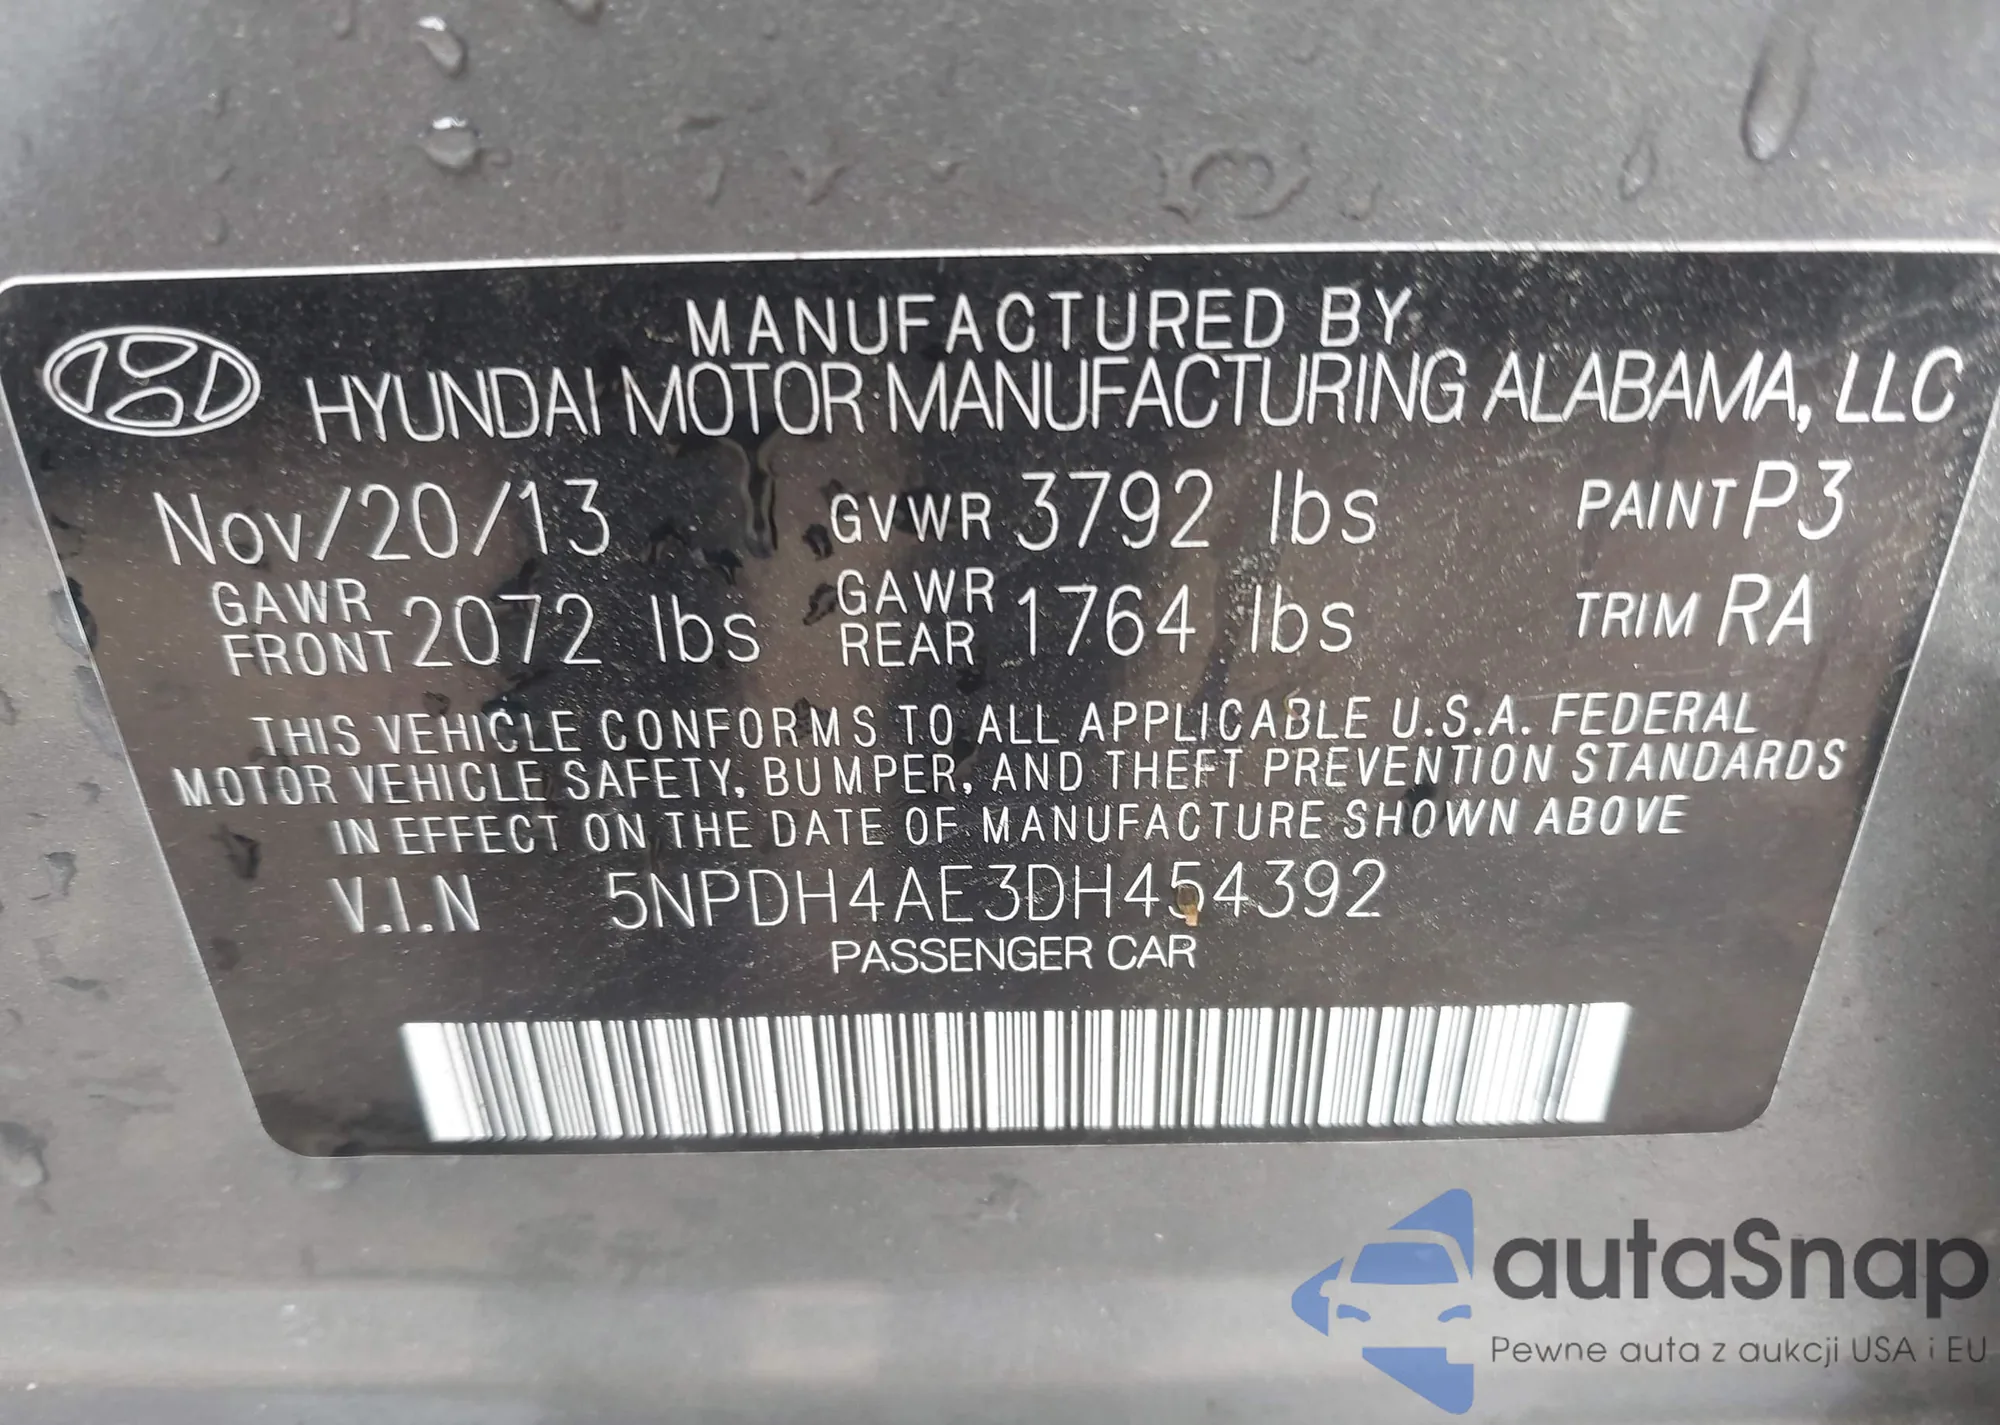 MANUFACTURED BY
HYUNDAI MOTOR MANUFACTURING ALABAMA, LLC
Nov/20/13 GVWR 3792 lbs PAINT P3
GAWR FRONT 2072 lbs GAWR REAR 1764 lbs TRIM RA
THIS VEHICLE CONFORMS TO ALL APPLICABLE U.S.A. FEDERAL
MOTOR VEHICLE SAFETY, BUMPER, AND THEFT PREVENTION STANDARDS
IN EFFECT ON THE DATE OF MANUFACTURE SHOWN ABOVE
V.I.N 5NPDH4AE3DH454392
PASSENGER CAR
autaSnap
Pewne auta z aukcji USA i EU